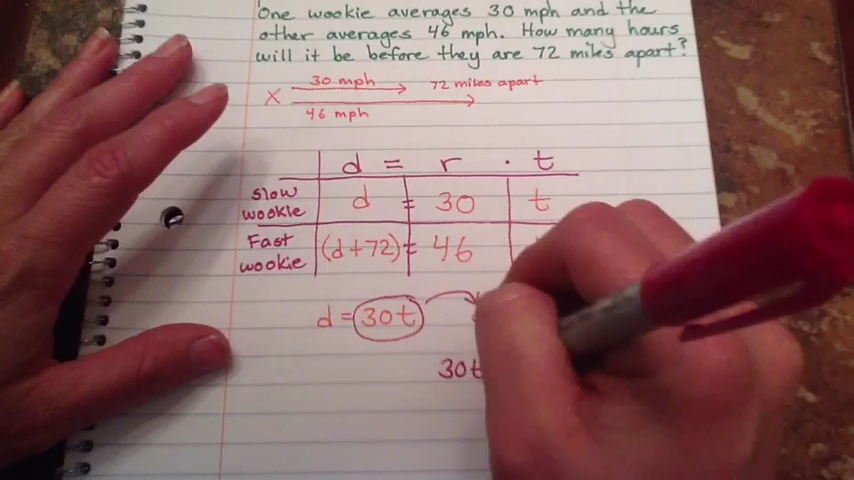 One wookie averages 30 mph and the
other averages 46 mph. How many hours
will it be before they are 72 miles apart?
30 mph 72 miles apart
X
46 mph
d = r · t
slow
wookie d = 30 t
Fast
wookie (d+72) = 46
d = 30t
30t